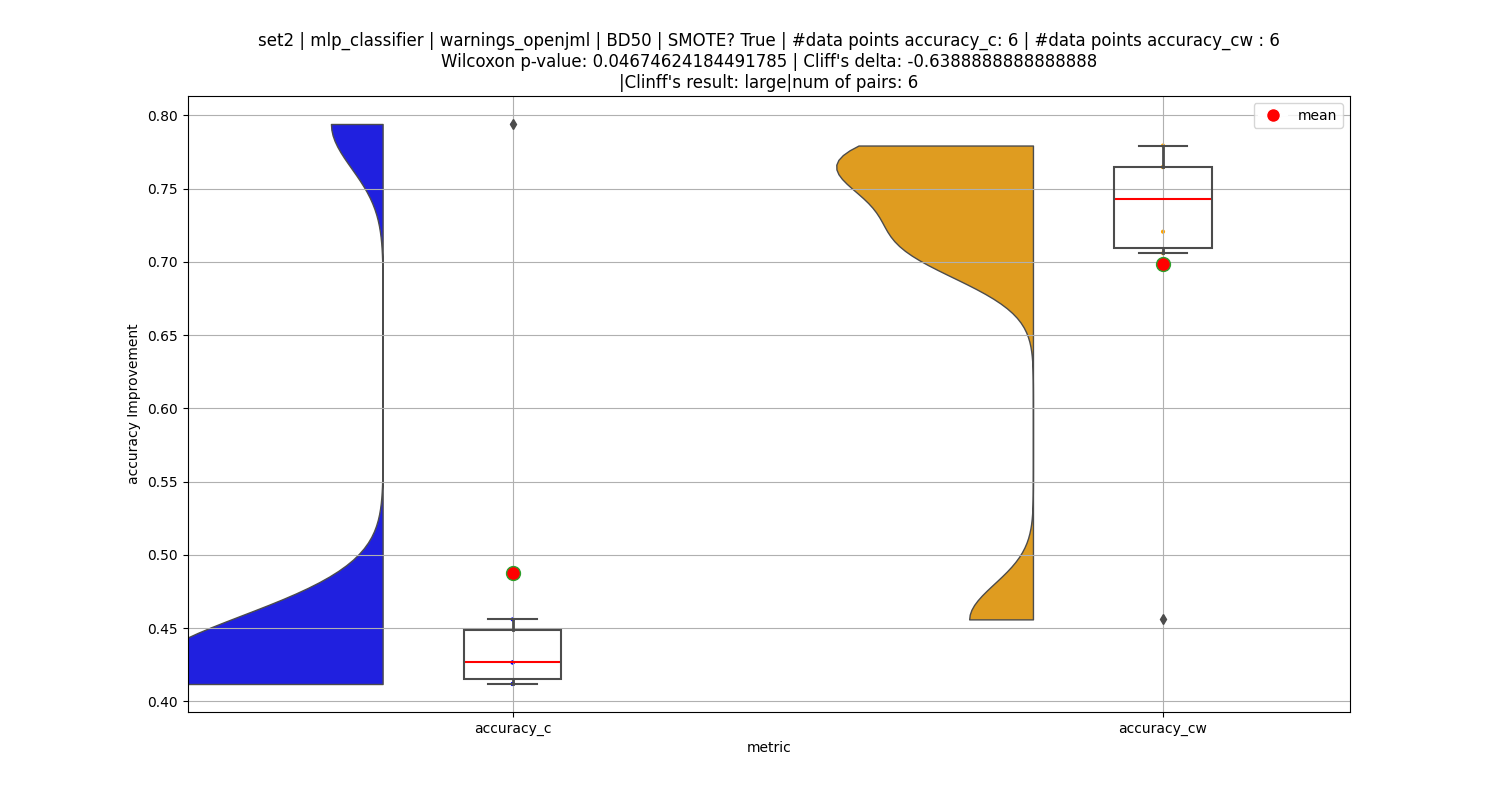 set2 | mlp_classifier | warnings_openjml | BD50 | SMOTE? True | #data points accuracy_c: 6 | #data points accuracy_cw : 6
Wilcoxon p-value: 0.04674624184491785 | Cliff's delta: -0.6388888888888888
|Clinff's result: large|num of pairs: 6
mean
0.80
0.75
0.70
0.65
0.60
0.55
0.50
0.45
0.40
accuracy Improvement
accuracy_c
accuracy_cw
metric